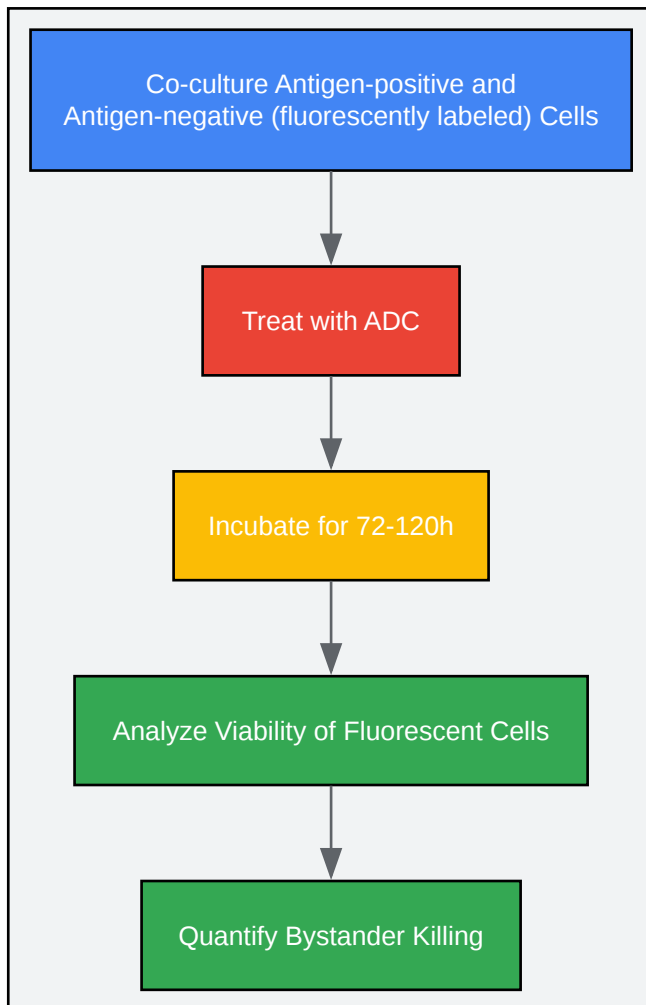 Co-culture Antigen-positive and
Antigen-negative (fluorescently labeled) Cells
Treat with ADC
Incubate for 72-120h
Analyze Viability of Fluorescent Cells
Quantify Bystander Killing